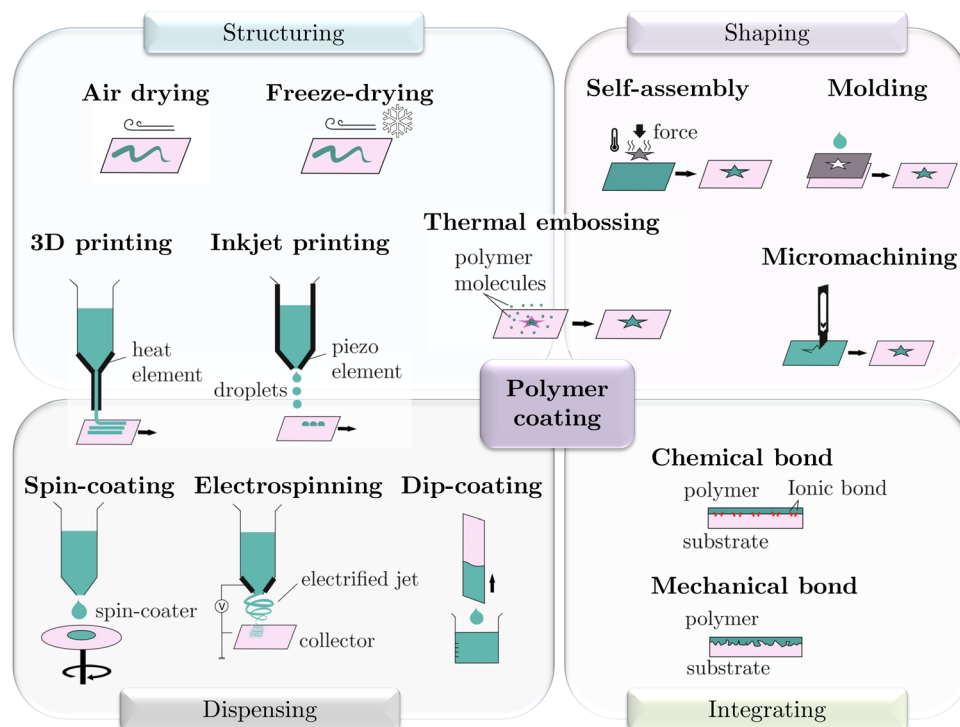 Structuring
Shaping
Air drying
Freeze-drying
Self-assembly
Molding
force
3D printing
Inkjet printing
Thermal embossing
polymer
molecules
Micromachining
heat
element
piezo
element
droplets
Polymer
coating
Spin-coating
Electrospinning
Dip-coating
Chemical bond
polymer
Ionic bond
substrate
electrified jet
V
spin-coater
collector
Mechanical bond
polymer
substrate
Dispensing
Integrating